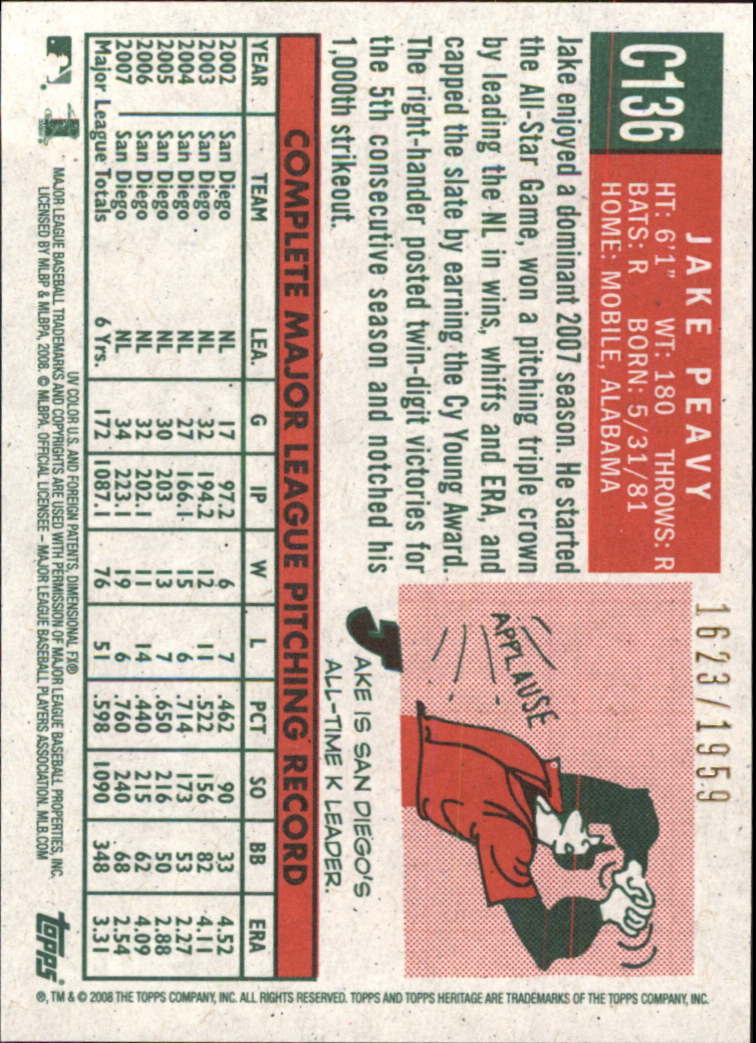 1623/1959
C136
JAKE PEAVY
HT: 6'1" WT: 180 THROWS: R
BATS: R BORN: 5/31/81
HOME: MOBILE, ALABAMA
Jake enjoyed a dominant 2007 season. He started
the All-Star Game, won a pitching triple crown
by leading the NL in wins, whiffs and ERA, and
capped the slate by earning the Cy Young Award.
The right-hander posted twin-digit victories for
the 5th consecutive season and notched his
1,000th strikeout.
APPLAUSE
JAKE IS SAN DIEGO'S
ALL-TIME K LEADER.
COMPLETE MAJOR LEAGUE PITCHING RECORD
YEAR TEAM LEA. G IP W L PCT SO BB ERA
2002 San Diego NL 17 97.2 6 7 .462 90 33 4.52
2003 San Diego NL 32 194.2 12 11 .522 156 82 4.11
2004 San Diego NL 27 166.1 15 6 .714 173 53 2.27
2005 San Diego NL 30 203 13 7 .650 216 50 2.88
2006 San Diego NL 32 202.1 11 14 .440 215 62 4.09
2007 San Diego NL 34 223.1 19 6 .760 240 68 2.54
Major League Totals 6 Yrs. 172 1087.1 76 51 .598 1090 348 3.31
UV COLOR U.S. AND FOREIGN PATENTS, DIMENSIONAL FX®
MAJOR LEAGUE BASEBALL TRADEMARKS AND COPYRIGHTS ARE USED WITH PERMISSION OF MAJOR LEAGUE BASEBALL PROPERTIES, INC.
LICENSED BY MLBP & MLBPA, 2008. © MLBPA. OFFICIAL LICENSEE – MAJOR LEAGUE BASEBALL PLAYERS ASSOCIATION. MLB.COM
topps
®, TM & © 2008 THE TOPPS COMPANY, INC. ALL RIGHTS RESERVED. TOPPS AND TOPPS HERITAGE ARE TRADEMARKS OF THE TOPPS COMPANY, INC.